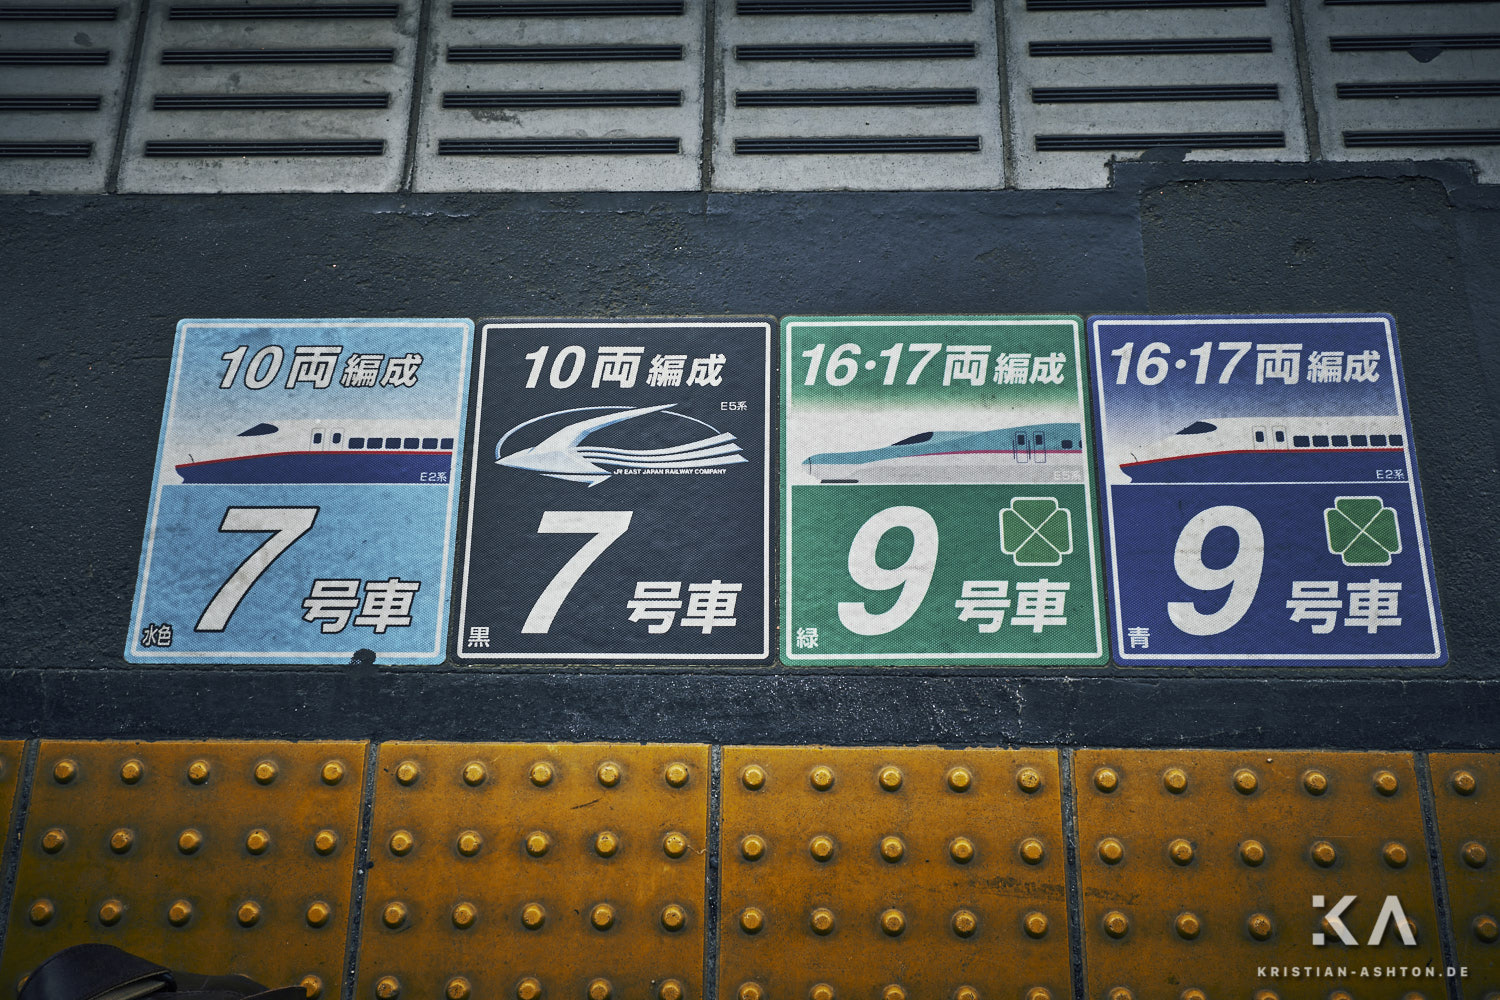 10両編成
E2系
7号車
水色
10両編成
E5系
JR EAST JAPAN RAILWAY COMPANY
7号車
黒
16・17両編成
E5系
9号車
緑
16・17両編成
E2系
9号車
青
KA
KRISTIAN-ASHTON.DE